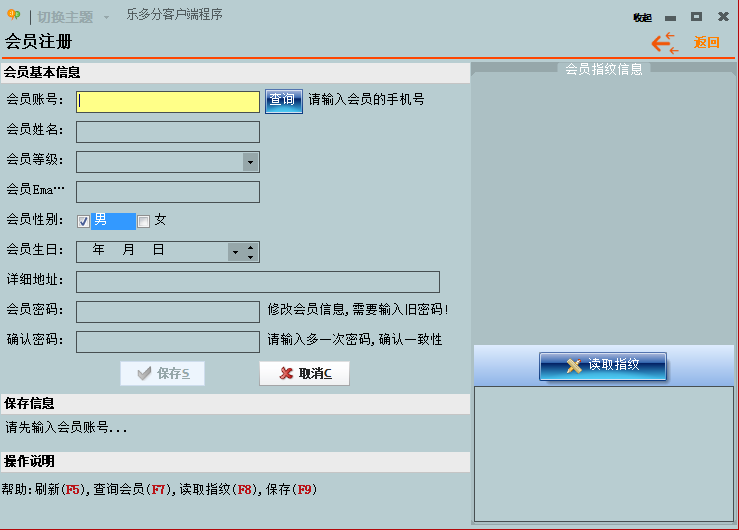 切换主题 乐多分客户端程序 收起
会员注册 返回
会员基本信息 会员指纹信息
会员账号: 查询 请输入会员的手机号
会员姓名:
会员等级:
会员Ema…
会员性别: 男 女
会员生日: 年 月 日
详细地址:
会员密码: 修改会员信息,需要输入旧密码!
确认密码: 请输入多一次密码,确认一致性
读取指纹
保存S 取消C
保存信息
请先输入会员账号...
操作说明
帮助:刷新(F5),查询会员(F7),读取指纹(F8),保存(F9)